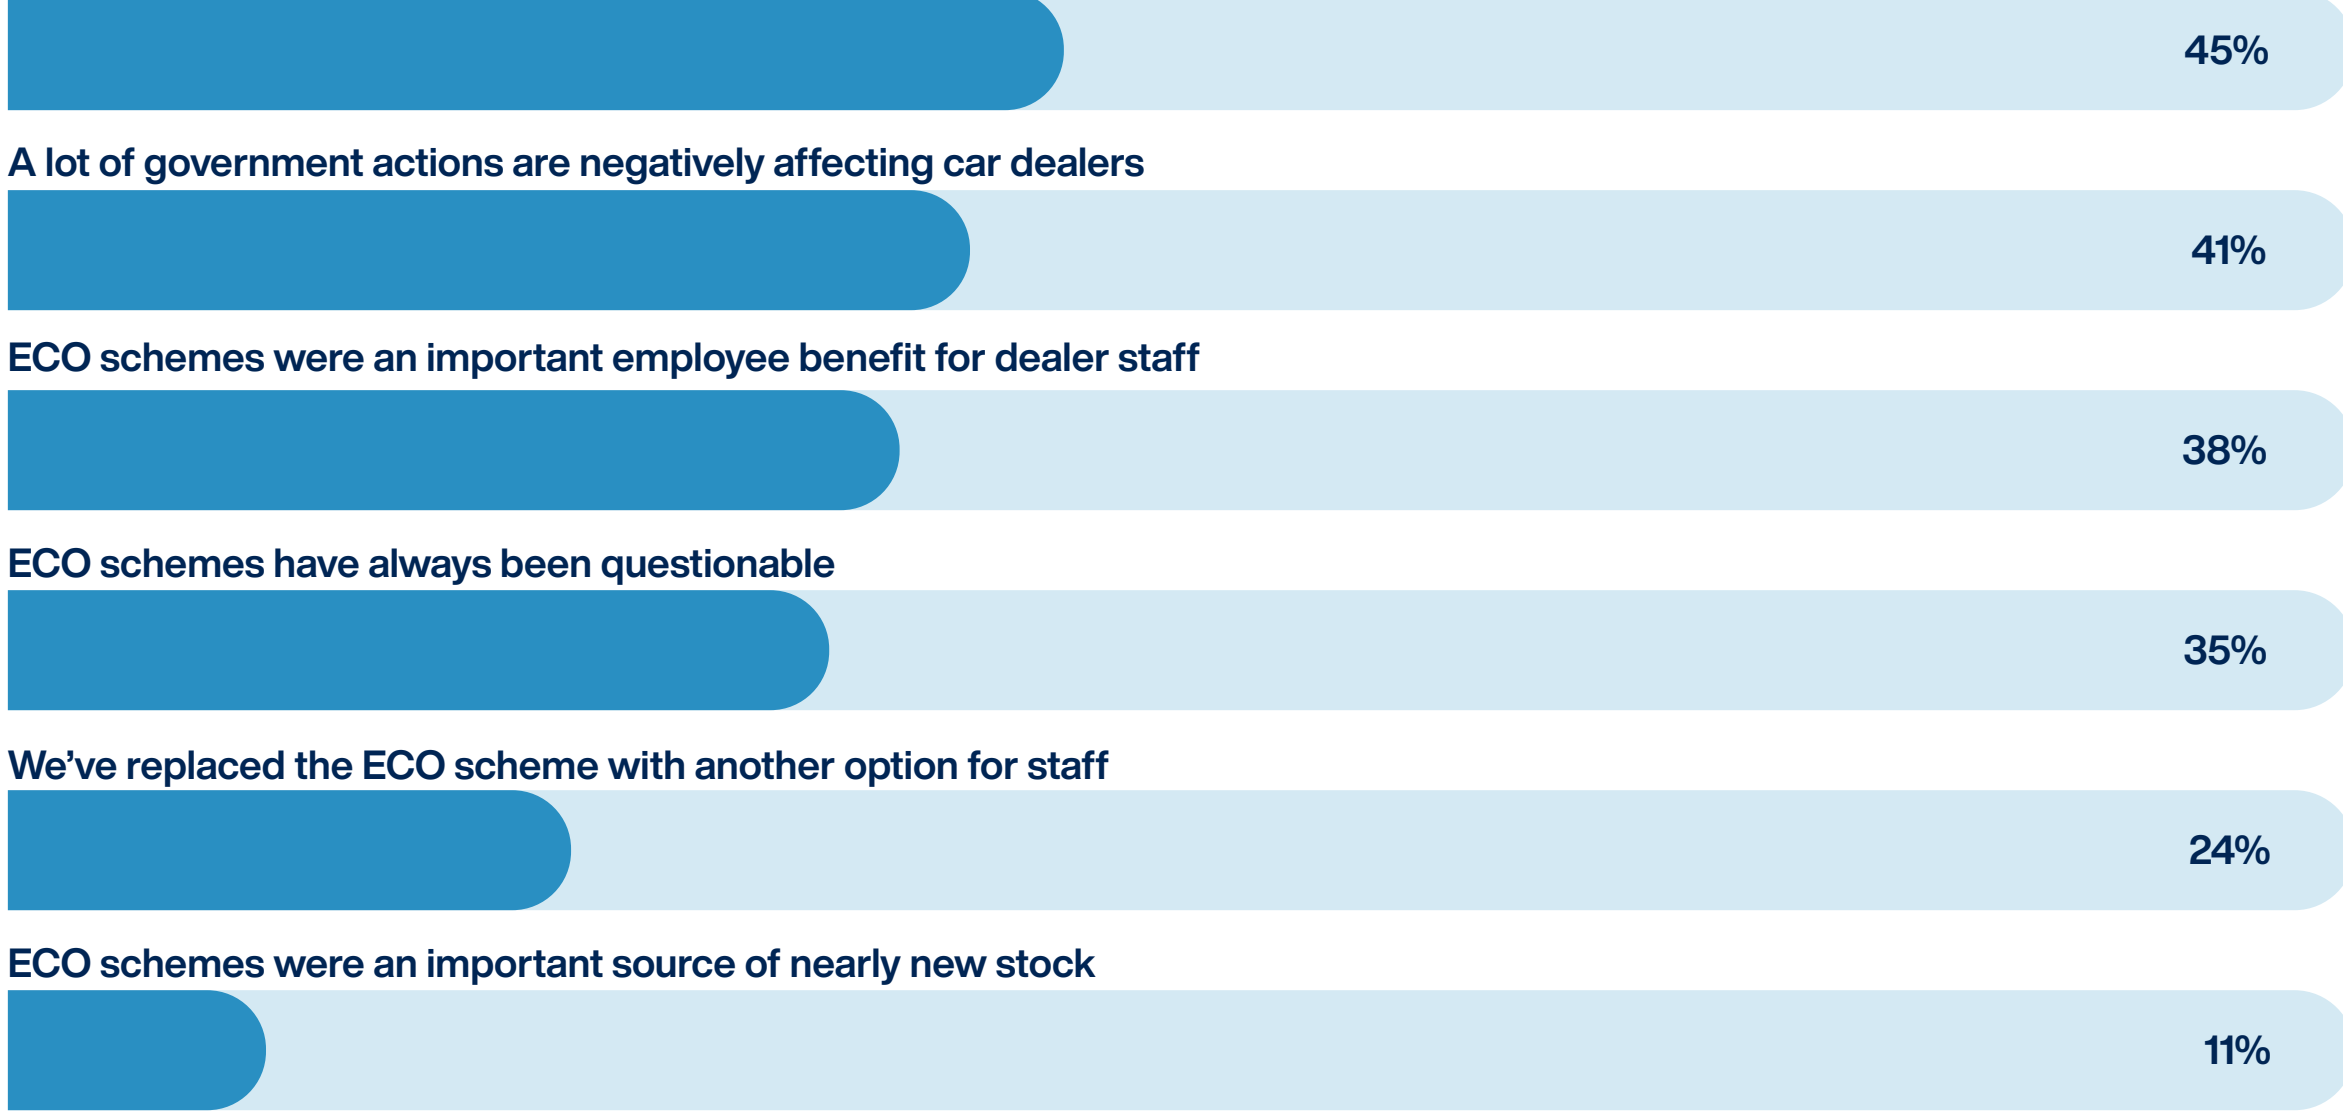 45%
A lot of government actions are negatively affecting car dealers
41%
ECO schemes were an important employee benefit for dealer staff
38%
ECO schemes have always been questionable
35%
We’ve replaced the ECO scheme with another option for staff
24%
ECO schemes were an important source of nearly new stock
11%